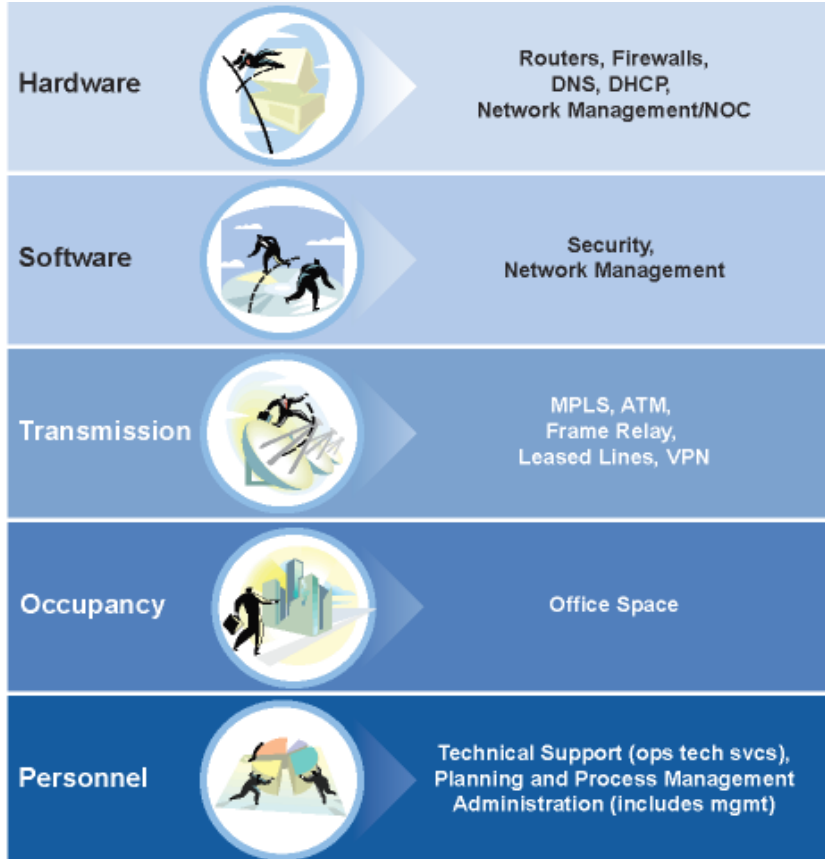 Hardware
Routers, Firewalls,
DNS, DHCP,
Network Management/NOC
Software
Security,
Network Management
Transmission
MPLS, ATM,
Frame Relay,
Leased Lines, VPN
Occupancy
Office Space
Personnel
Technical Support (ops tech svcs),
Planning and Process Management
Administration (includes mgmt)